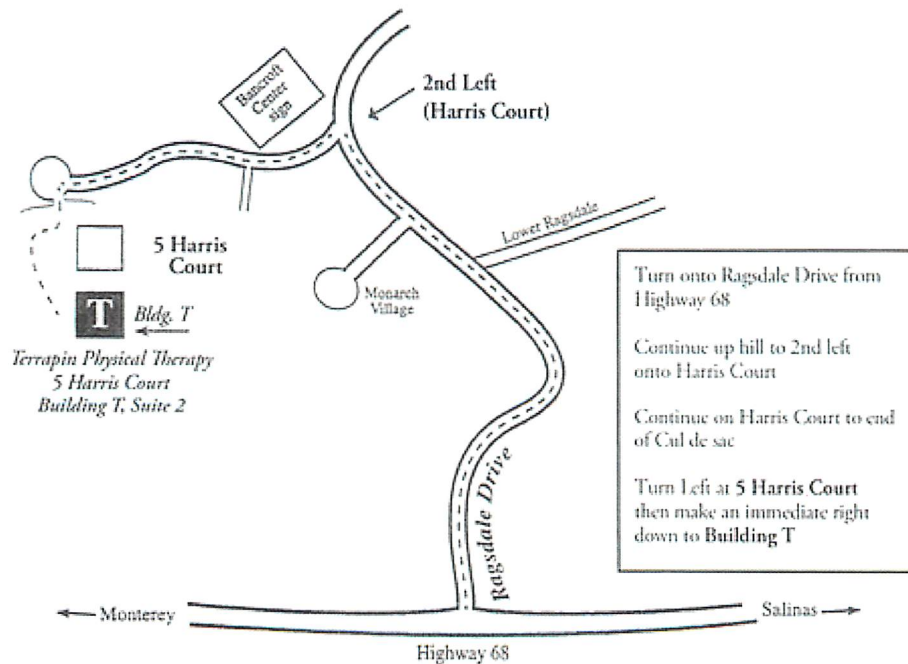 Bancroft
Center
sign
2nd Left
(Harris Court)
Lower Ragsdale
5 Harris
Court
Monarch
Village
T
Bldg. T
Terrapin Physical Therapy
5 Harris Court
Building T, Suite 2
Ragsdale Drive
Turn onto Ragsdale Drive from
Highway 68
Continue up hill to 2nd left
onto Harris Court
Continue on Harris Court to end
of Cul de sac
Turn Left at 5 Harris Court
then make an immediate right
down to Building T
Monterey
Salinas
Highway 68